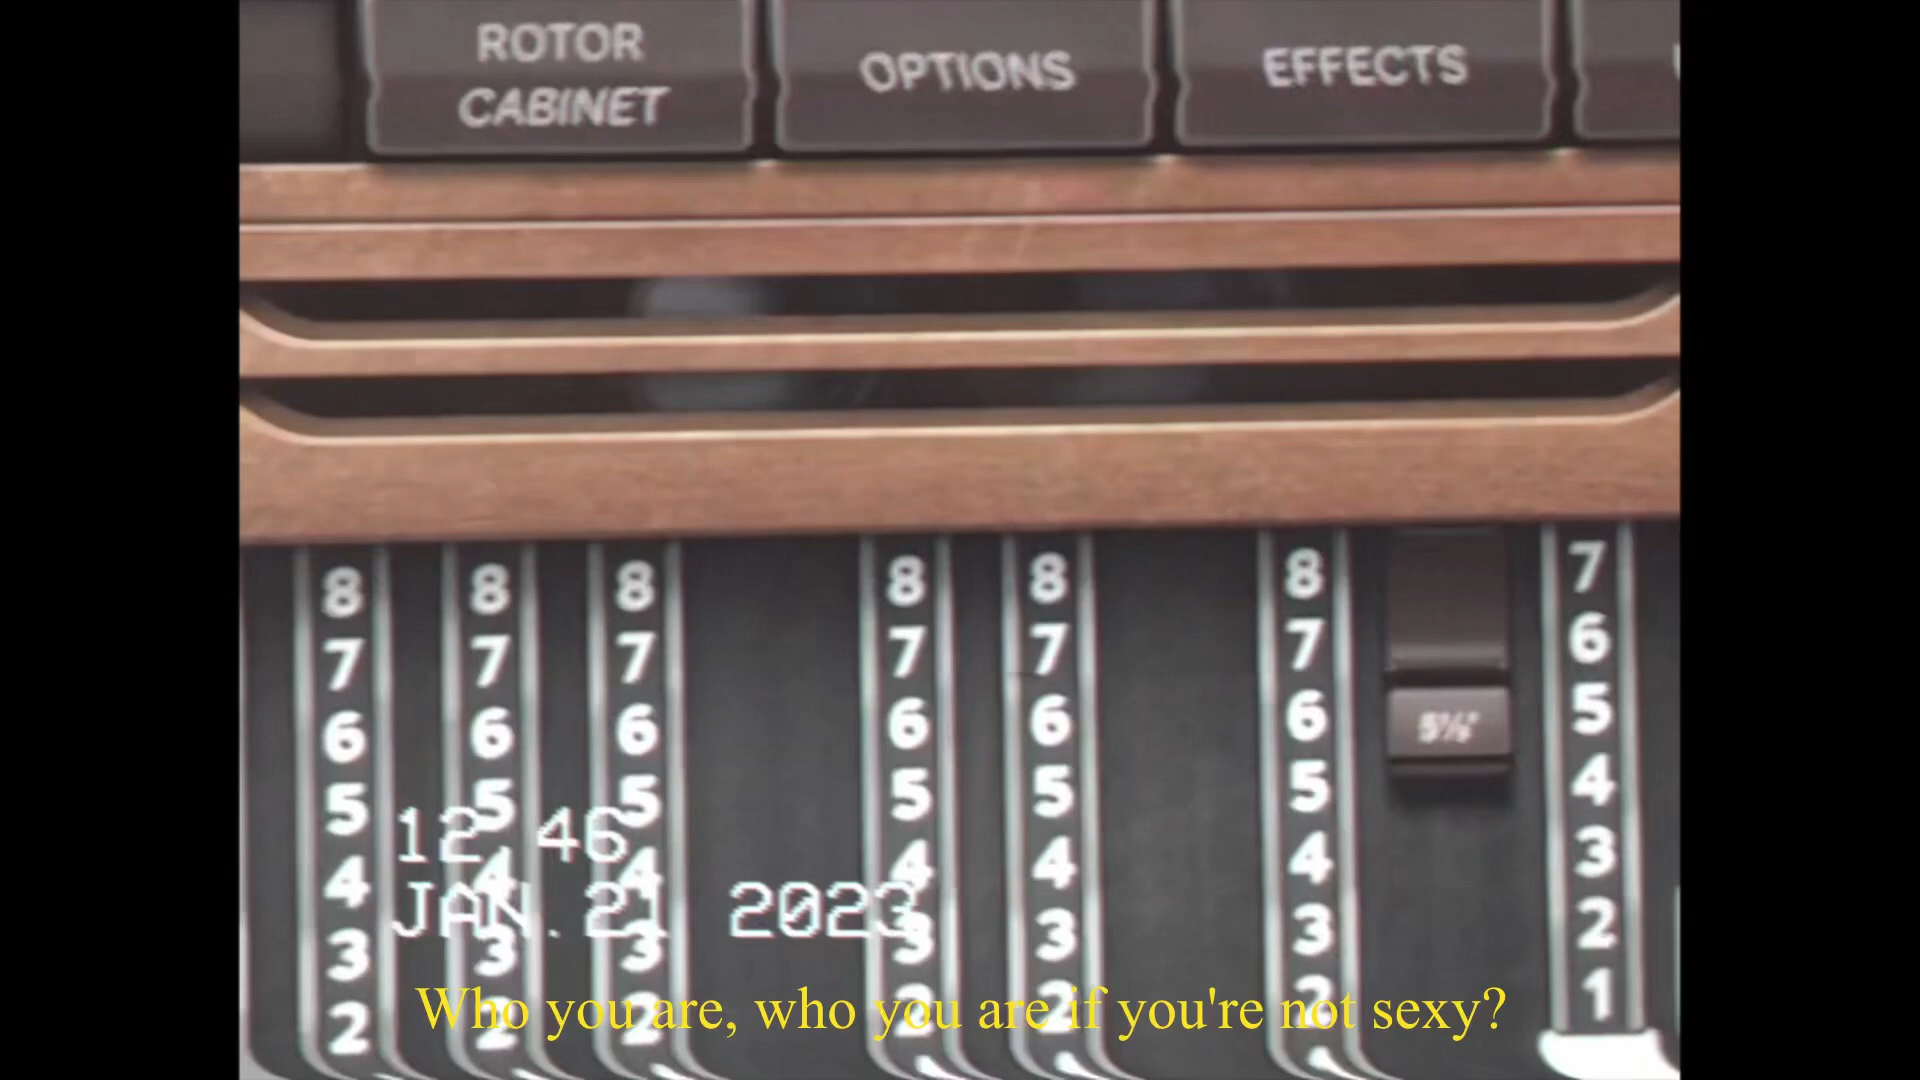 ROTOR
CABINET
OPTIONS
EFFECTS
8 8 8 8 8 8 7
7 7 7 7 7 7 6
6 6 6 6 6 6 5
5⅓'
5 5 5 5 5 5 4
12:46
4 4 4 4 4 4 3
JAN. 21 2023
3 3 3 3 3 3 2
2 2 2 2 2 2 1
Who you are, who you are if you're not sexy?